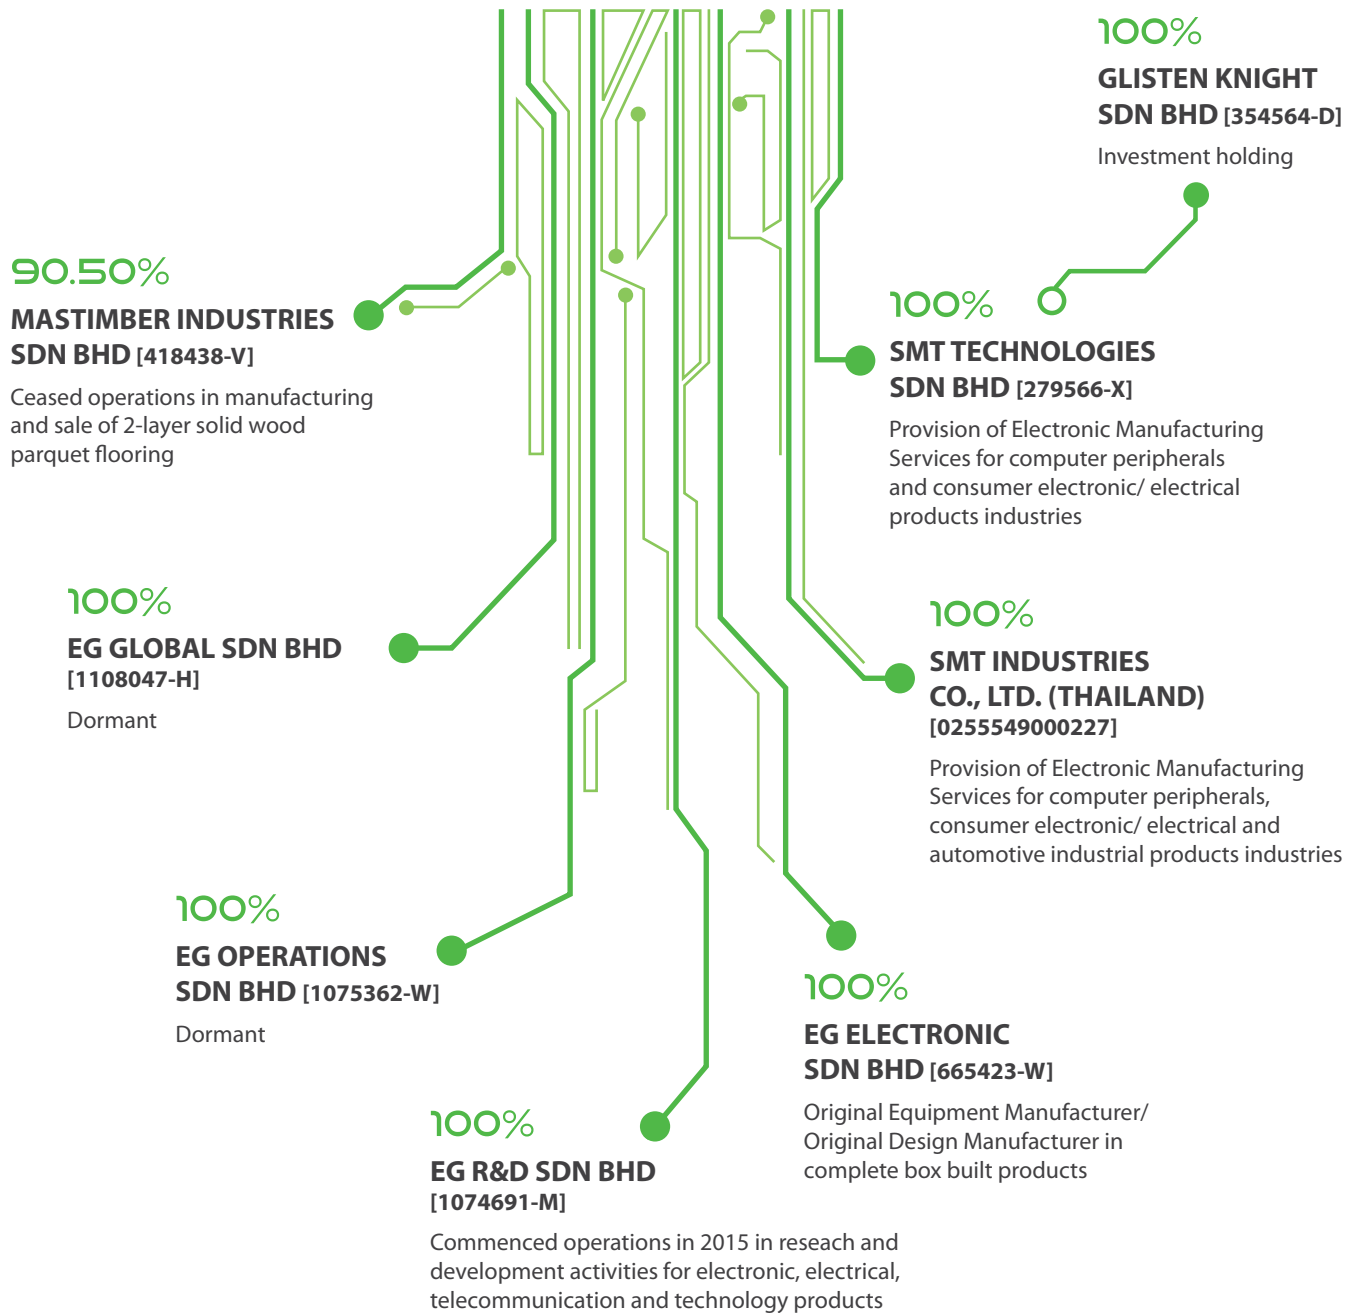 100%
GLISTEN KNIGHT
SDN BHD [354564-D]
Investment holding
90.50%
MASTIMBER INDUSTRIES
SDN BHD [418438-V]
Ceased operations in manufacturing
and sale of 2-layer solid wood
parquet flooring
100%
SMT TECHNOLOGIES
SDN BHD [279566-X]
Provision of Electronic Manufacturing
Services for computer peripherals
and consumer electronic/ electrical
products industries
100%
EG GLOBAL SDN BHD
[1108047-H]
Dormant
100%
SMT INDUSTRIES
CO., LTD. (THAILAND)
[0255549000227]
Provision of Electronic Manufacturing
Services for computer peripherals,
consumer electronic/ electrical and
automotive industrial products industries
100%
EG OPERATIONS
SDN BHD [1075362-W]
Dormant
100%
EG ELECTRONIC
SDN BHD [665423-W]
Original Equipment Manufacturer/
Original Design Manufacturer in
complete box built products
100%
EG R&D SDN BHD
[1074691-M]
Commenced operations in 2015 in reseach and
development activities for electronic, electrical,
telecommunication and technology products